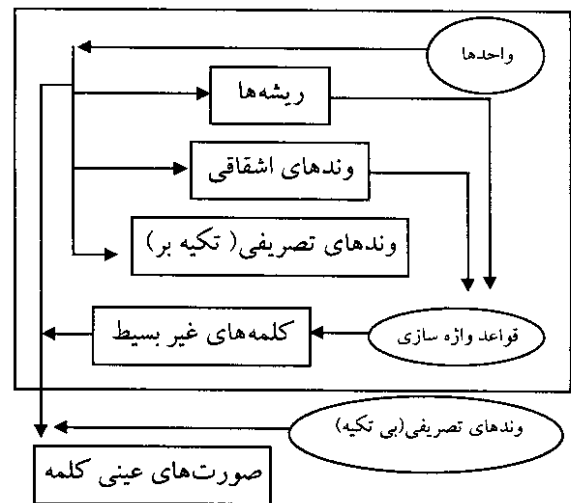 واحدها
ریشه‌ها
وندهای اشقاقی
وندهای تصریفی( تکیه بر)
قواعد واژه سازی
کلمه‌های غیر بسیط
وندهای تصریفی(بی تکیه)
صورت‌های عینی کلمه